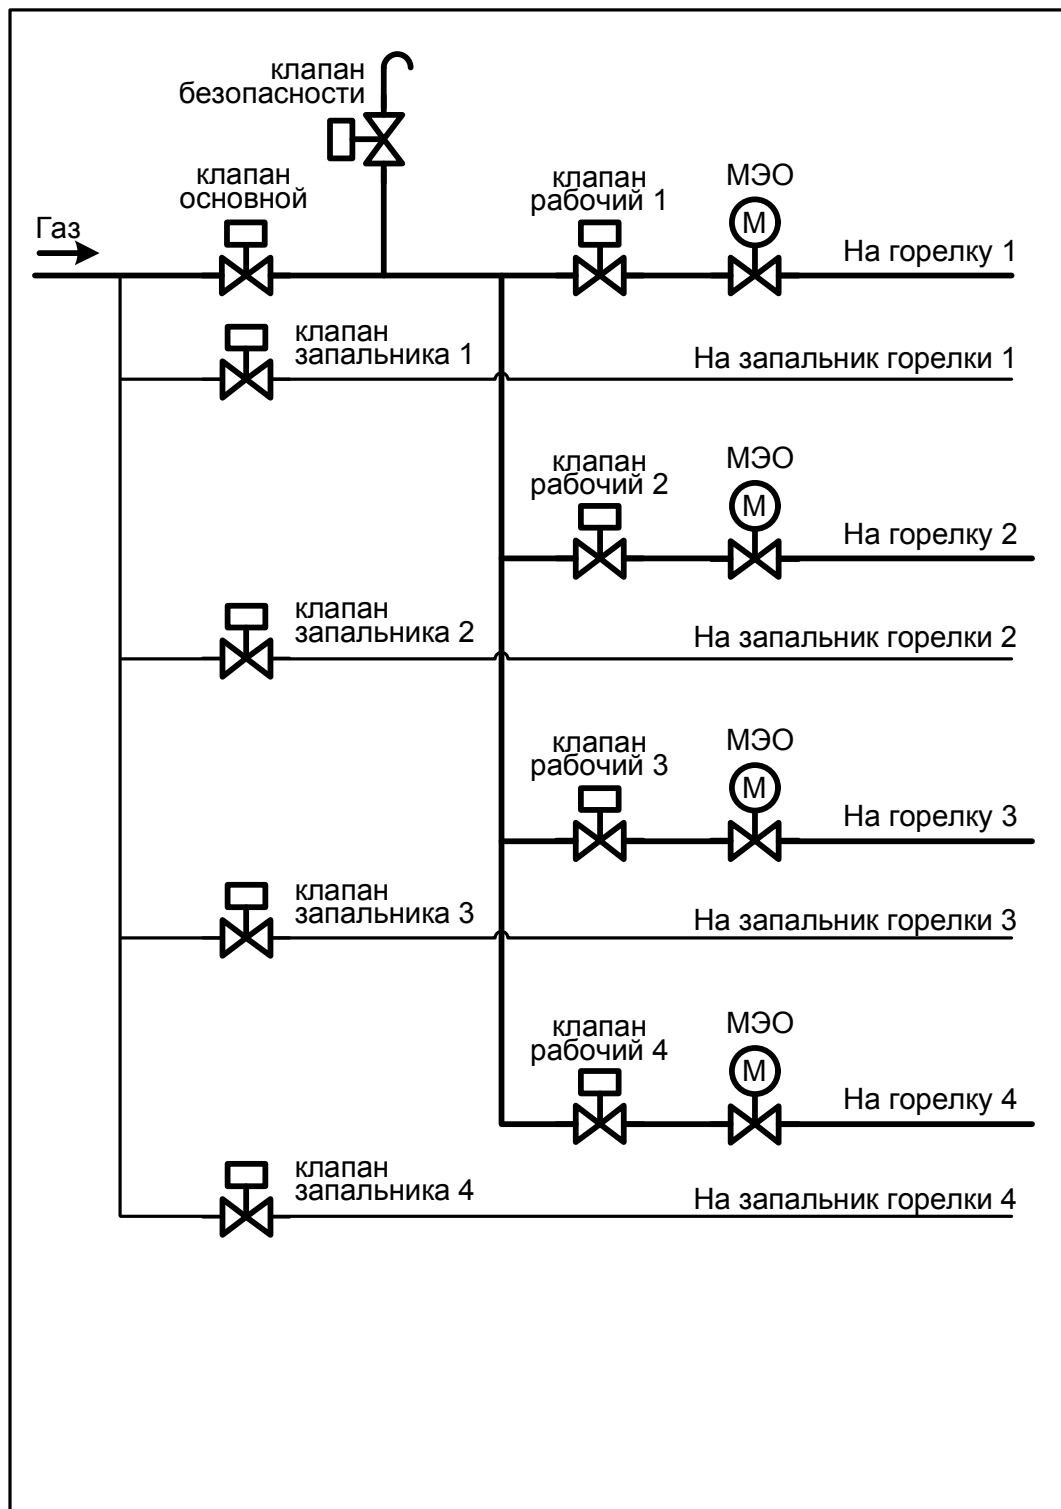 клапан
безопасности
клапан
основной
клапан
рабочий 1
МЭО
Газ
М
На горелку 1
клапан
запальника 1
На запальник горелки 1
клапан
рабочий 2
МЭО
М
На горелку 2
клапан
запальника 2
На запальник горелки 2
клапан
рабочий 3
МЭО
М
На горелку 3
клапан
запальника 3
На запальник горелки 3
клапан
рабочий 4
МЭО
М
На горелку 4
клапан
запальника 4
На запальник горелки 4